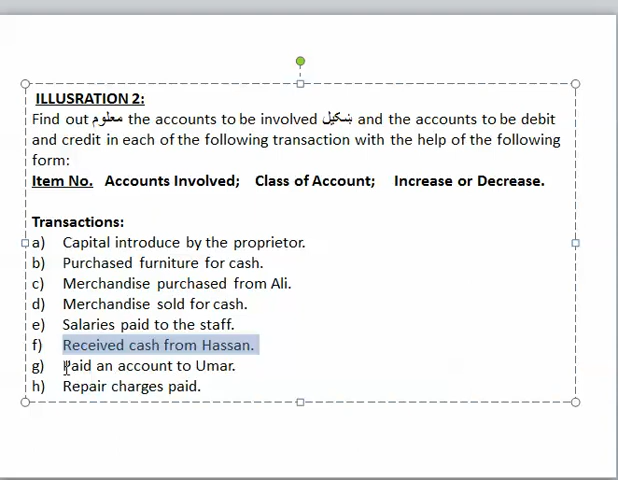 ILLUSRATION 2:
Find out معلوم the accounts to be involved and the accounts to be debit
and credit in each of the following transaction with the help of the following
form:
Item No. Accounts Involved; Class of Account; Increase or Decrease.
Transactions:
a) Capital introduce by the proprietor.
b) Purchased furniture for cash.
c) Merchandise purchased from Ali.
d) Merchandise sold for cash.
e) Salaries paid to the staff.
f) Received cash from Hassan.
g) Paid an account to Umar.
h) Repair charges paid.